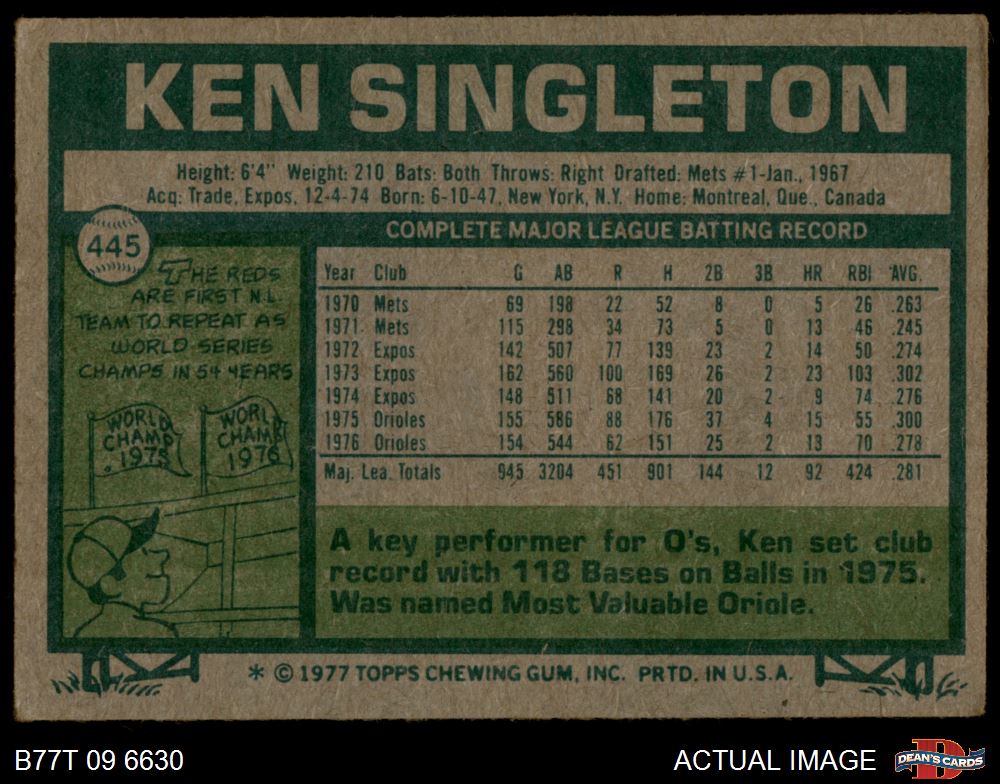 KEN SINGLETON
Height: 6'4" Weight: 210 Bats: Both Throws: Right Drafted: Mets #1-Jan., 1967
Acq: Trade, Expos, 12-4-74 Born: 6-10-47, New York, N.Y. Home: Montreal, Que., Canada
445
THE REDS
ARE FIRST N.L.
TEAM TO REPEAT AS
WORLD SERIES
CHAMPS IN 54 YEARS
WORLD CHAMP 1975
WORLD CHAMP 1976
COMPLETE MAJOR LEAGUE BATTING RECORD
Year Club G AB R H 2B 3B HR RBI AVG.
1970 Mets 69 198 22 52 8 0 5 26 .263
1971 Mets 115 298 34 73 5 0 13 46 .245
1972 Expos 142 507 77 139 23 2 14 50 .274
1973 Expos 162 560 100 169 26 2 23 103 .302
1974 Expos 148 511 68 141 20 2 9 74 .276
1975 Orioles 155 586 88 176 37 4 15 55 .300
1976 Orioles 154 544 62 151 25 2 13 70 .278
Maj. Lea. Totals 945 3204 451 901 144 12 92 424 .281
A key performer for O's, Ken set club
record with 118 Bases on Balls in 1975.
Was named Most Valuable Oriole.
* © 1977 TOPPS CHEWING GUM, INC. PRTD. IN U.S.A.
B77T 09 6630
ACTUAL IMAGE
D
DEAN'S CARDS